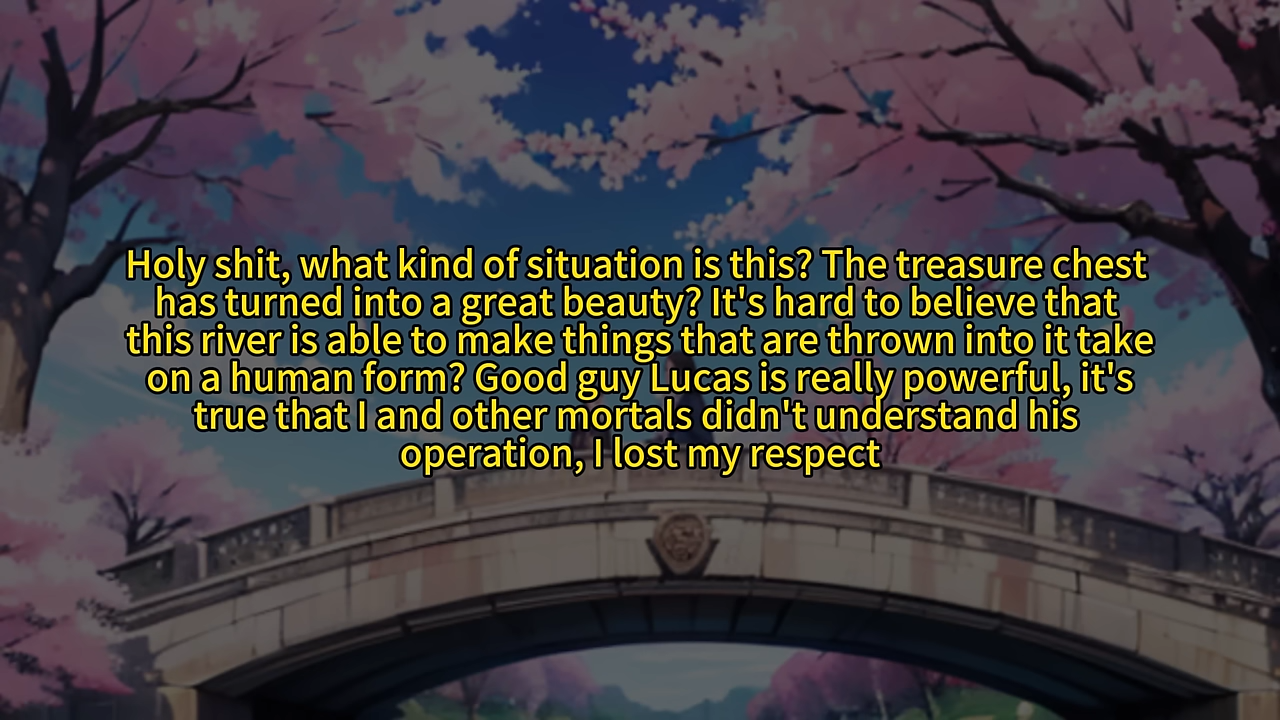 Holy shit, what kind of situation is this? The treasure chest
has turned into a great beauty? It's hard to believe that
this river is able to make things that are thrown into it take
on a human form? Good guy Lucas is really powerful, it's
true that I and other mortals didn't understand his
operation, I lost my respect